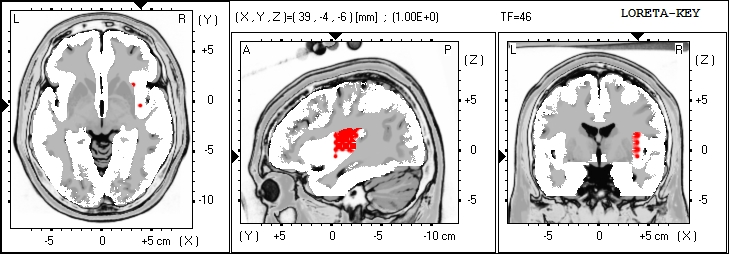 (X, Y, Z)=( 39, -4, -6 ) [mm] ; (1.00E+0)
TF=46
LORETA-KEY
L R (Y)
+5
0
-5
-10
-5 0 +5 cm (X)
A P (Z)
+5
0
-5
(Y) +5 0 -5 -10 cm
L R (Z)
+5
0
-5
-5 0 +5 cm (X)